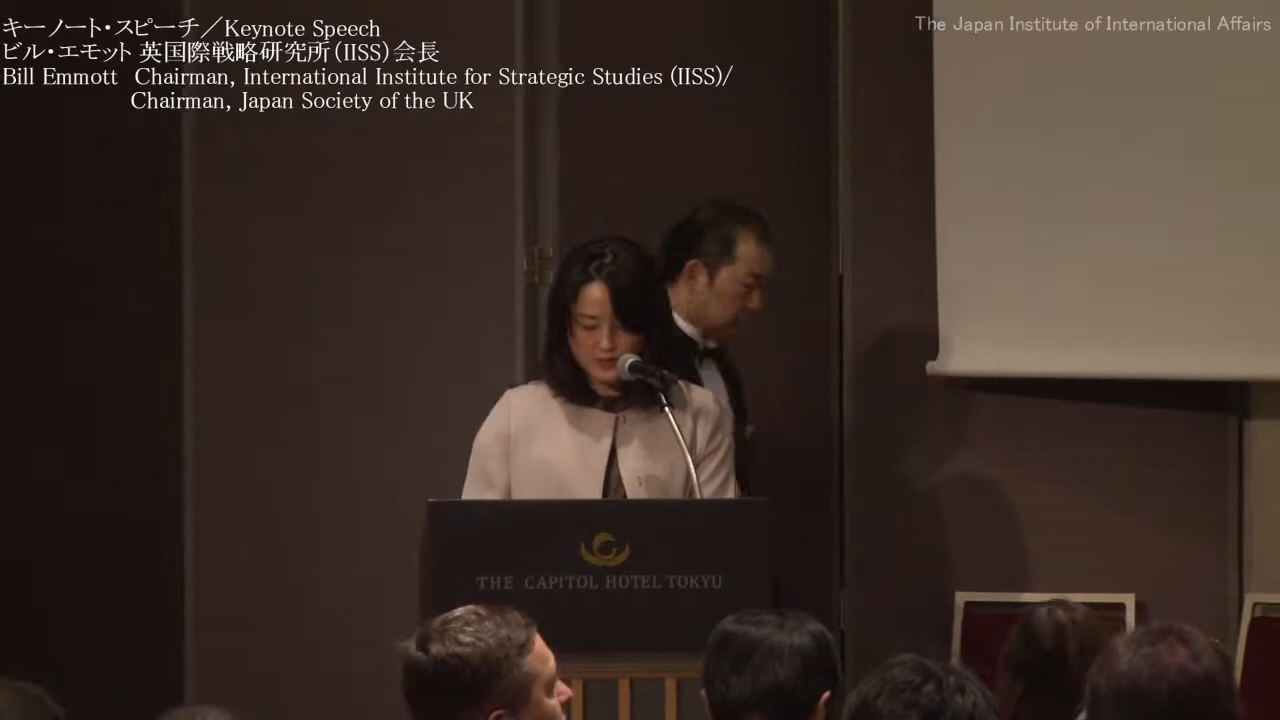 キーノート・スピーチ／Keynote Speech
ビル・エモット 英国際戦略研究所(IISS)会長
Bill Emmott Chairman, International Institute for Strategic Studies (IISS)/
Chairman, Japan Society of the UK
The Japan Institute of International Affairs
THE CAPITOL HOTEL TOKYU